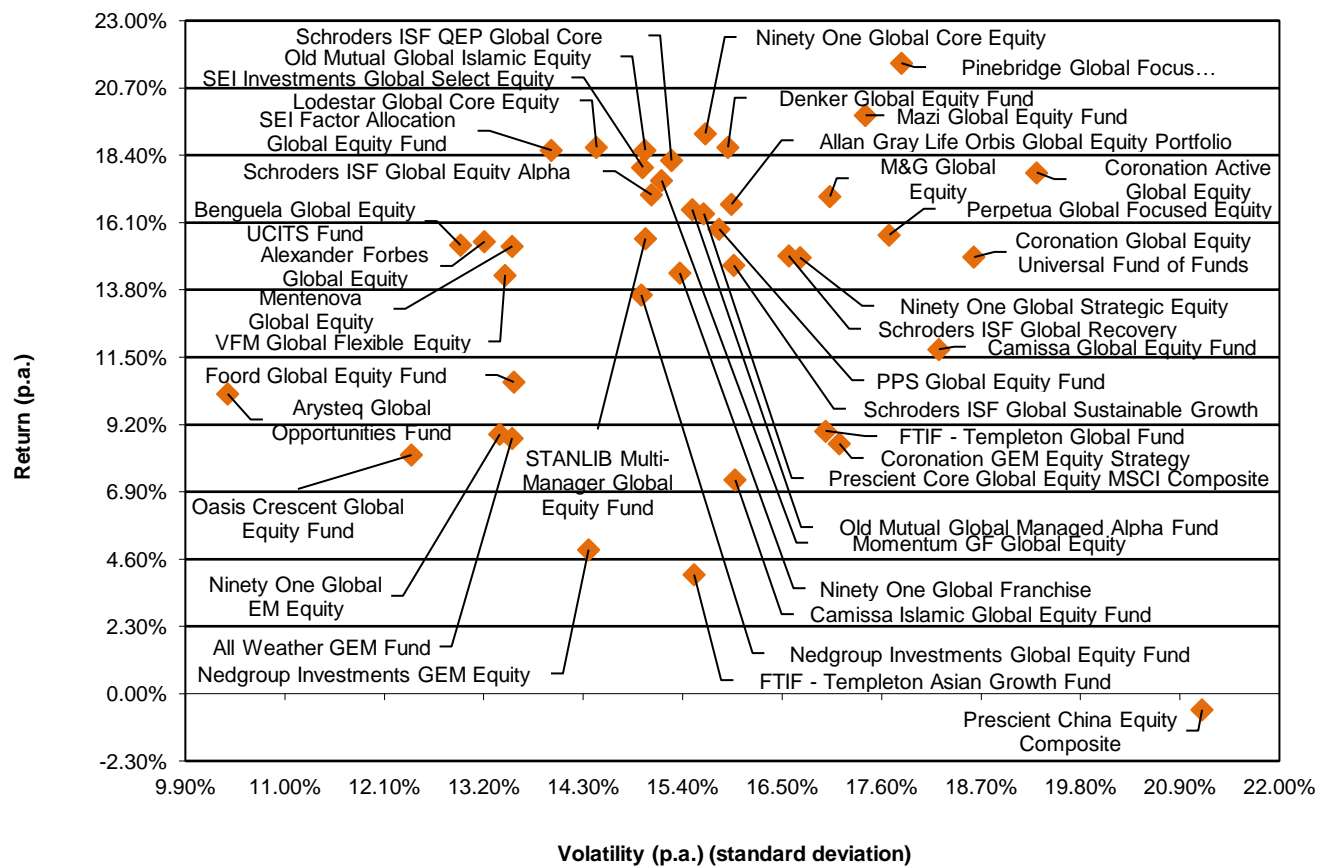 23.00%
20.70%
18.40%
16.10%
13.80%
11.50%
9.20%
6.90%
4.60%
2.30%
0.00%
-2.30%
Return (p.a.)
Schroders ISF QEP Global Core
Old Mutual Global Islamic Equity
SEI Investments Global Select Equity
Lodestar Global Core Equity
SEI Factor Allocation
Global Equity Fund
Schroders ISF Global Equity Alpha
Benguela Global Equity
UCITS Fund
Alexander Forbes
Global Equity
Mentenova
Global Equity
VFM Global Flexible Equity
Foord Global Equity Fund
Arysteq Global
Opportunities Fund
Oasis Crescent Global
Equity Fund
Ninety One Global
EM Equity
All Weather GEM Fund
Nedgroup Investments GEM Equity
STANLIB Multi-
Manager Global
Equity Fund
Ninety One Global Core Equity
Pinebridge Global Focus…
Denker Global Equity Fund
Mazi Global Equity Fund
Allan Gray Life Orbis Global Equity Portfolio
M&G Global
Equity
Coronation Active
Global Equity
Perpetua Global Focused Equity
Coronation Global Equity
Universal Fund of Funds
Ninety One Global Strategic Equity
Schroders ISF Global Recovery
Camissa Global Equity Fund
PPS Global Equity Fund
Schroders ISF Global Sustainable Growth
FTIF - Templeton Global Fund
Coronation GEM Equity Strategy
Prescient Core Global Equity MSCI Composite
Old Mutual Global Managed Alpha Fund
Momentum GF Global Equity
Ninety One Global Franchise
Camissa Islamic Global Equity Fund
Nedgroup Investments Global Equity Fund
FTIF - Templeton Asian Growth Fund
Prescient China Equity
Composite
9.90% 11.00% 12.10% 13.20% 14.30% 15.40% 16.50% 17.60% 18.70% 19.80% 20.90% 22.00%
Volatility (p.a.) (standard deviation)